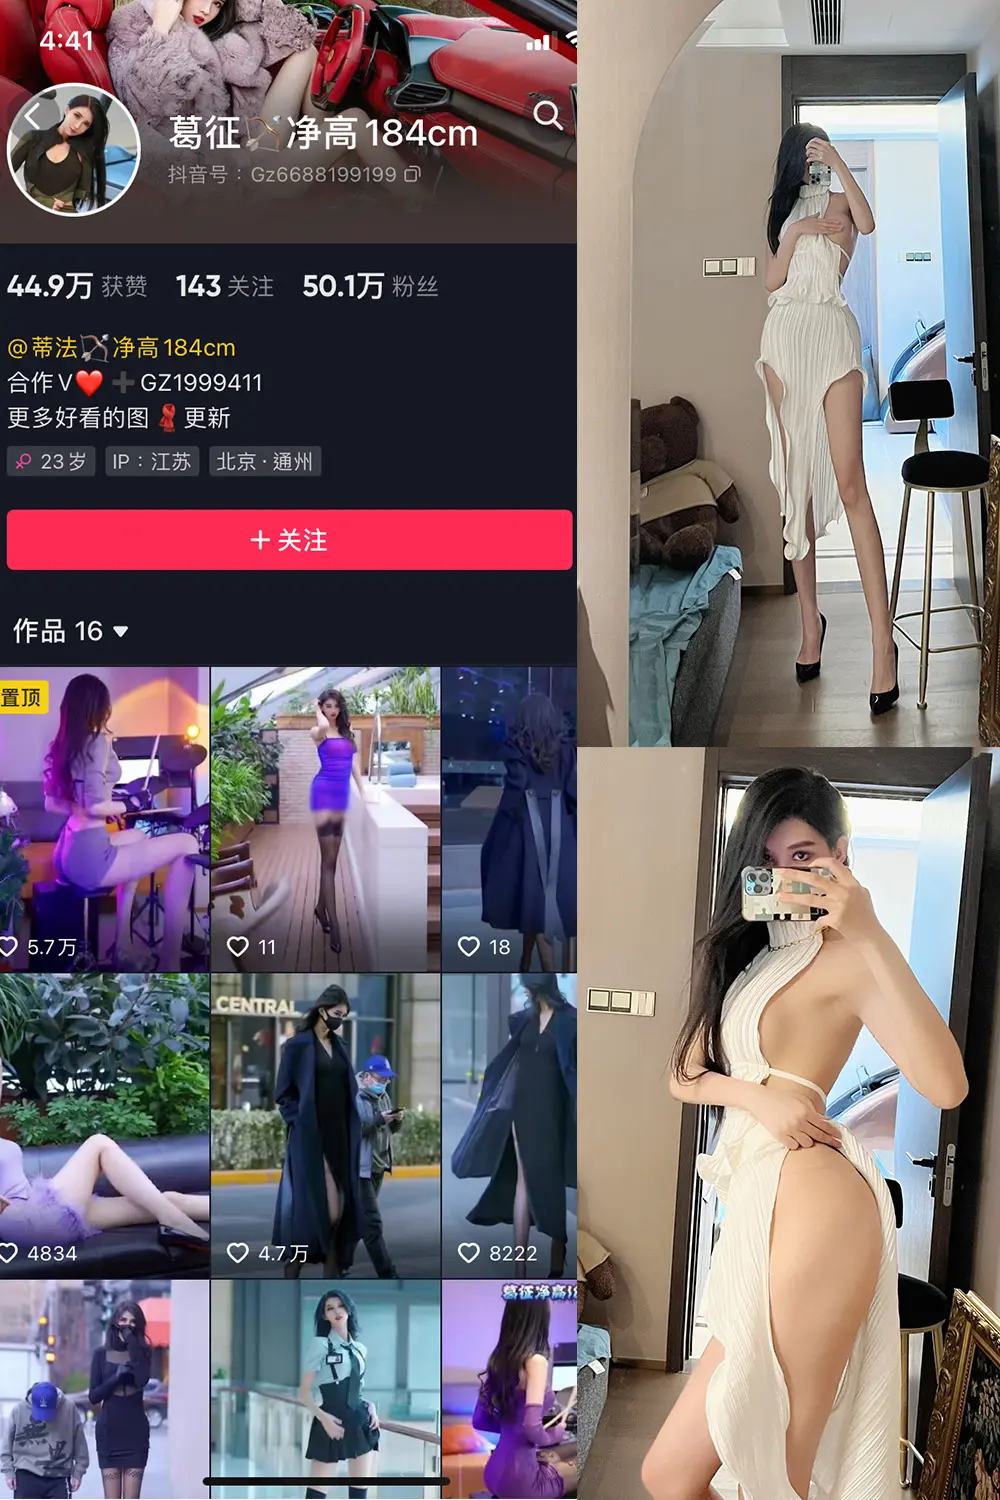 4:41
葛征🏹净高184cm
抖音号：Gz6688199199
44.9万 获赞 143 关注 50.1万 粉丝
@蒂法🏹净高184cm
合作V❤️➕GZ1999411
更多好看的图🧣更新
23岁 IP：江苏 北京·通州
+关注
作品 16
置顶
5.7万 11 18
CENTRAL
4834 4.7万 8222
葛征净高